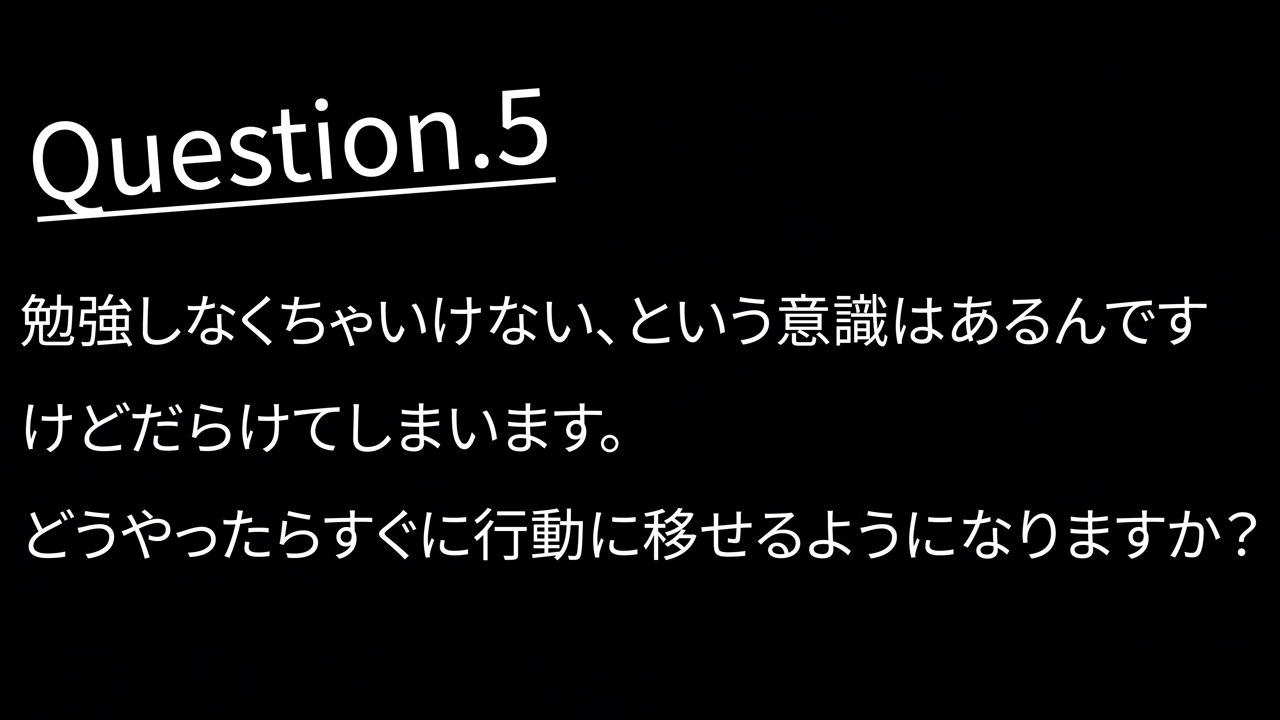 Question.5
勉強しなくちゃいけない、という意識はあるんです
けどだらけてしまいます。
どうやったらすぐに行動に移せるようになりますか？